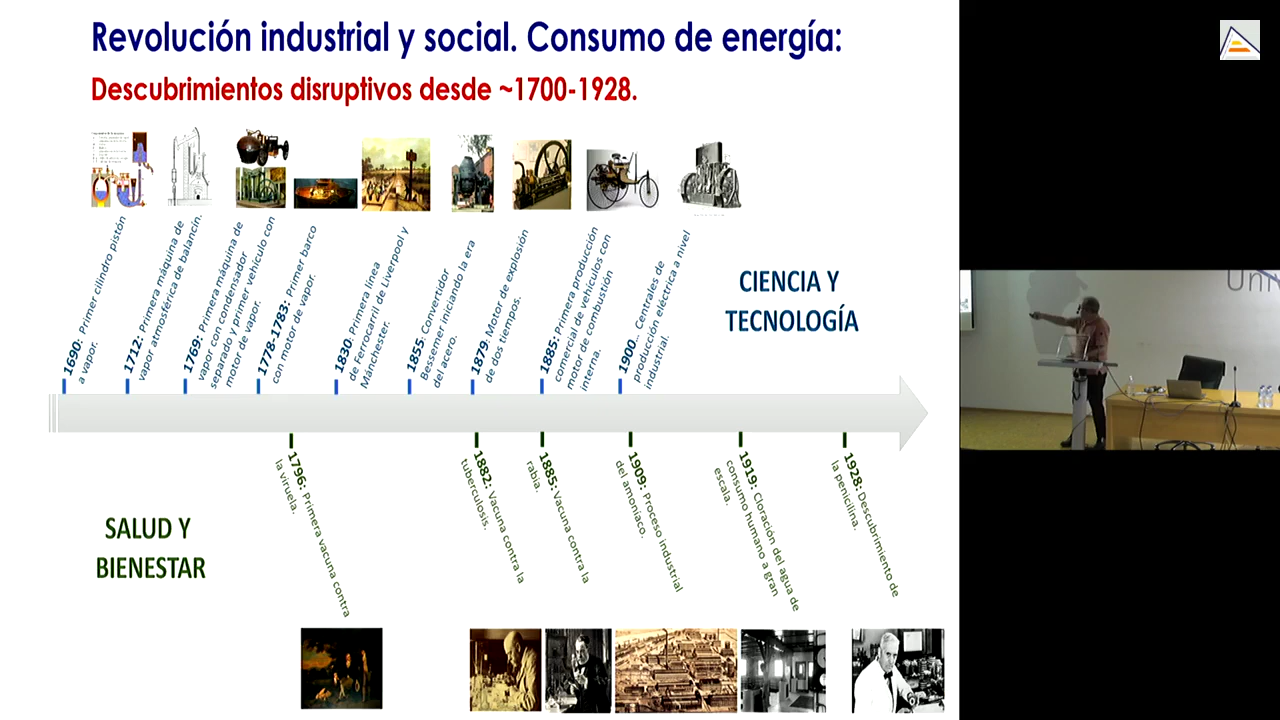 Revolución industrial y social. Consumo de energía:
Descubrimientos disruptivos desde ~1700-1928.
1690: Primer cilindro pistón
a vapor.
1712: Primera máquina de
vapor atmosférica de balancín.
1769: Primera máquina de
vapor con condensador
separado y primer vehículo con
motor de vapor.
1778-1783: Primer barco
con motor de vapor.
1830: Primera línea
de ferrocarril de Liverpool y
Mánchester.
1855: Convertidor
Bessemer iniciando la era
del acero.
1879: Motor de explosión
de dos tiempos.
1885: Primera producción
comercial de vehículos con
motor de combustión
interna.
1900. Centrales de
producción eléctrica a nivel
industrial.
CIENCIA Y
TECNOLOGÍA
SALUD Y
BIENESTAR
1796: Primera vacuna contra
la viruela.
1882: Vacuna contra la
tuberculosis.
1885: Vacuna contra la
rabia.
1909: Proceso industrial
del amoniaco.
1919: Cloración del agua de
consumo humano a gran
escala.
1928: Descubrimiento de
la penicilina.
Uni